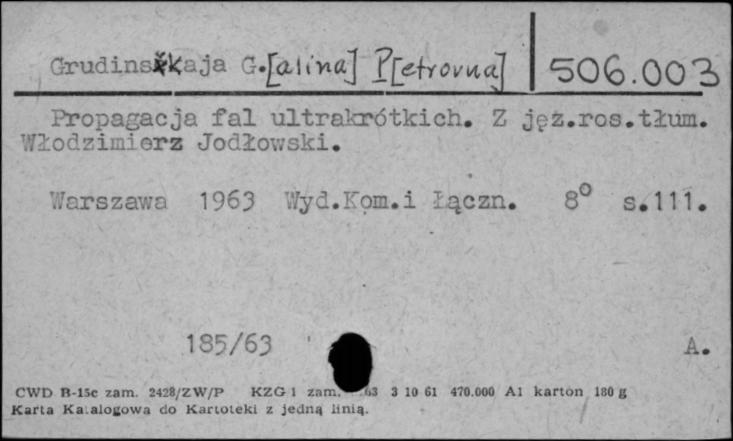 Grudinskaja G.[alina] P[etrovna] 506.003
Propagacja fal ultrakrótkich. Z jęz.ros.tłum.
Włodzimierz Jodłowski.
Warszawa 1963 Wyd.Kom.i Łączn. 8° s.111.
185/63 A.
CWD B-15c zam. 2428/ZW/P KZG 1 zam. 63 3 10 61 470.000 A1 karton 180 g
Karta Katalogowa do Kartoteki z jedną linią.